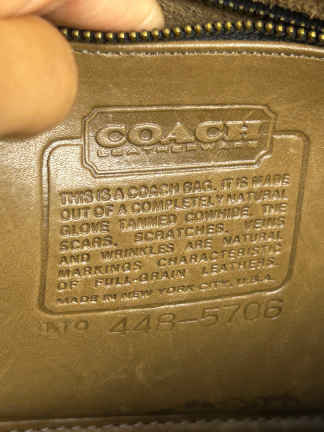 COACH
LEATHERWARE
THIS IS A COACH BAG. IT IS MADE
OUT OF A COMPLETELY NATURAL
GLOVE TANNED COWHIDE. THE
SCARS, SCRATCHES, VEINS
AND WRINKLES ARE NATURAL
MARKINGS CHARACTERISTIC
OF FULL-GRAIN LEATHERS.
MADE IN NEW YORK CITY, U.S.A.
448-5706